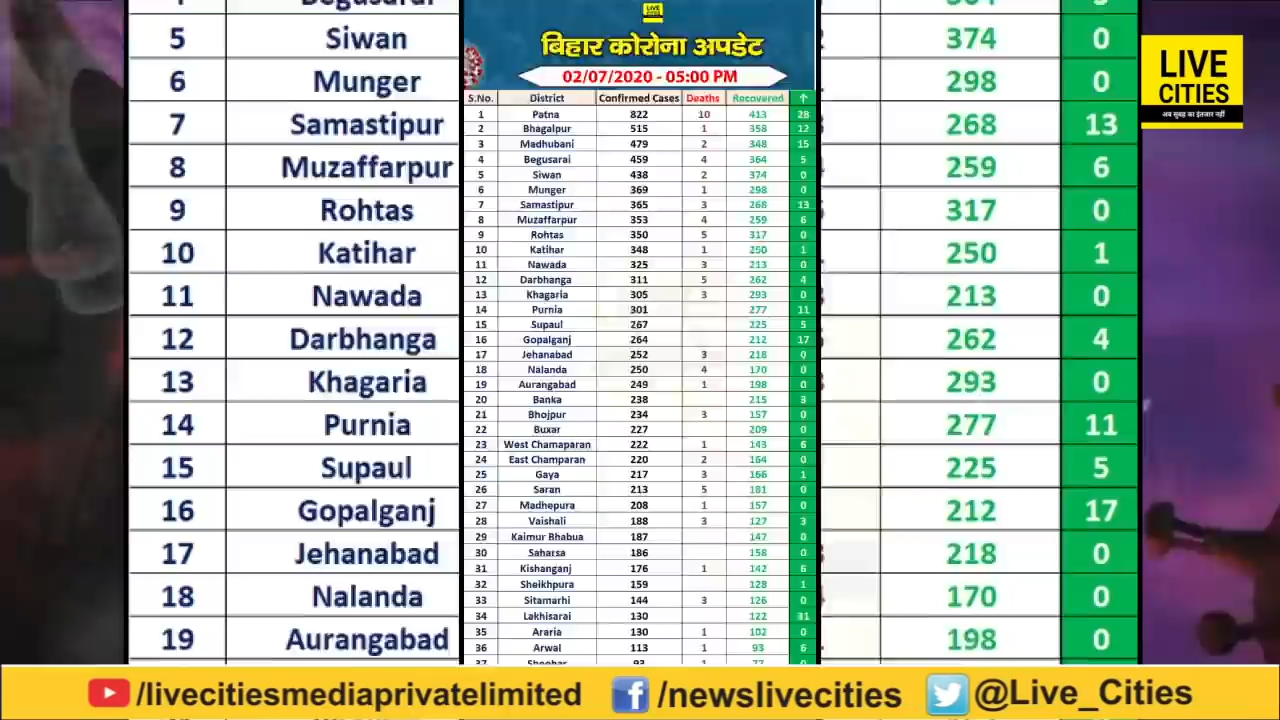 LIVE
CITIES
बिहार कोरोना अपडेट
02/07/2020 - 05:00 PM
S.No. District Confirmed Cases Deaths Recovered ↑
1 Patna 822 10 413 28
2 Bhagalpur 515 1 358 12
3 Madhubani 479 2 348 15
4 Begusarai 459 4 364 5
5 Siwan 438 2 374 0
6 Munger 369 1 298 0
7 Samastipur 365 3 268 13
8 Muzaffarpur 353 4 259 6
9 Rohtas 350 5 317 0
10 Katihar 348 1 250 1
11 Nawada 325 3 213 0
12 Darbhanga 311 5 262 4
13 Khagaria 305 3 293 0
14 Purnia 301 277 11
15 Supaul 267 225 5
16 Gopalganj 264 212 17
17 Jehanabad 252 3 218 0
18 Nalanda 250 4 170 0
19 Aurangabad 249 1 198 0
20 Banka 238 215 3
21 Bhojpur 234 3 157 0
22 Buxar 227 209 0
23 West Chamaparan 222 1 143 6
24 East Champaran 220 2 164 0
25 Gaya 217 3 166 1
26 Saran 213 5 181 0
27 Madhepura 208 1 157 0
28 Vaishali 188 3 127 3
29 Kaimur Bhabua 187 147 0
30 Saharsa 186 158 0
31 Kishanganj 176 1 142 6
32 Sheikhpura 159 128 1
33 Sitamarhi 144 3 126 0
34 Lakhisarai 130 122 31
35 Araria 130 1 102 0
36 Arwal 113 1 93 6
37 Sheohar 93 1 77 0
5 Siwan 374 0
6 Munger 298 0
7 Samastipur 268 13
8 Muzaffarpur 259 6
9 Rohtas 317 0
10 Katihar 250 1
11 Nawada 213 0
12 Darbhanga 262 4
13 Khagaria 293 0
14 Purnia 277 11
15 Supaul 225 5
16 Gopalganj 212 17
17 Jehanabad 218 0
18 Nalanda 170 0
19 Aurangabad 198 0
LIVE
CITIES
अब सुबह का इंतजार नहीं
/livecitiesmediaprivatelimited /newslivecities @Live_Cities